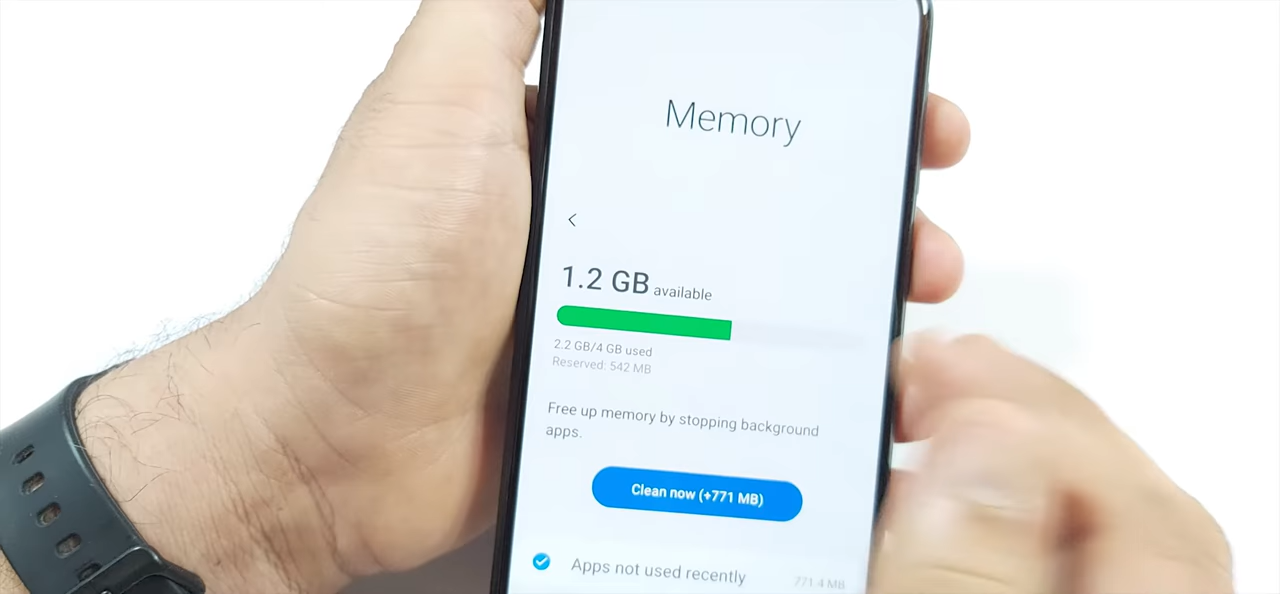 Memory
1.2 GB available
2.2 GB/4 GB used
Reserved: 542 MB
Free up memory by stopping background
apps.
Clean now (+771 MB)
Apps not used recently 771.4 MB